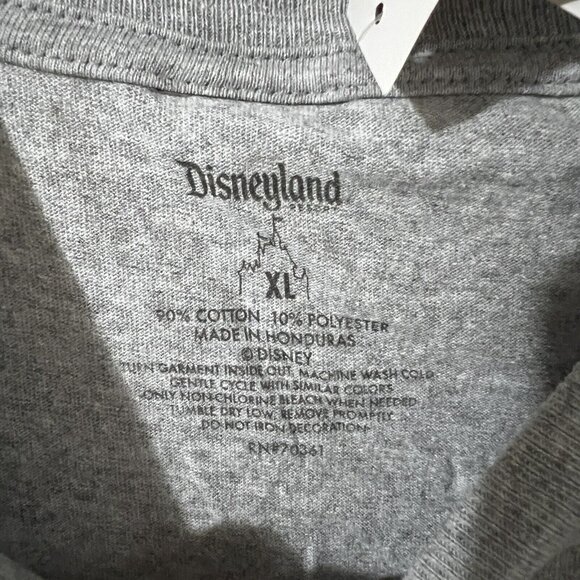 Disneyland
RESORT
XL
90% COTTON 10% POLYESTER
MADE IN HONDURAS
© DISNEY
TURN GARMENT INSIDE OUT. MACHINE WASH COLD
GENTLE CYCLE WITH SIMILAR COLORS
ONLY NON-CHLORINE BLEACH WHEN NEEDED
TUMBLE DRY LOW. REMOVE PROMPTLY.
DO NOT IRON DECORATION
RN#70361